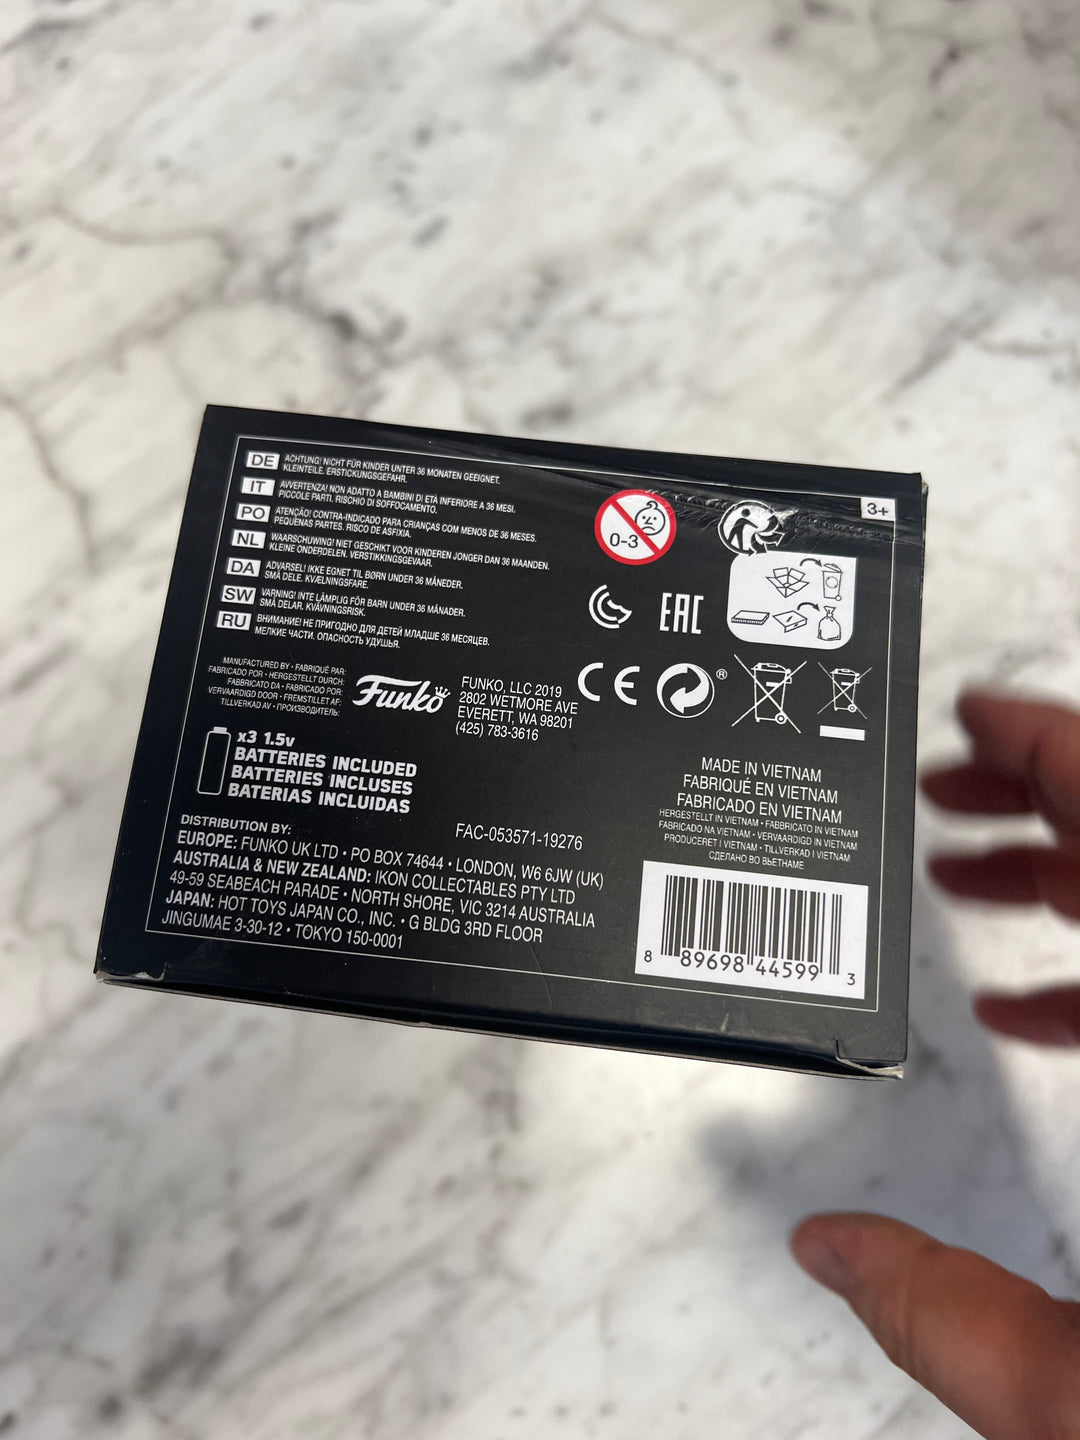 DE ACHTUNG! NICHT FÜR KINDER UNTER 36 MONATEN GEEIGNET.
KLEINTEILE. ERSTICKUNGSGEFAHR.
IT AVVERTENZA! NON ADATTO A BAMBINI DI ETÀ INFERIORE A 36 MESI.
PICCOLE PARTI. RISCHIO DI SOFFOCAMENTO.
PO ATENÇÃO! CONTRA-INDICADO PARA CRIANÇAS COM MENOS DE 36 MESES.
PEQUENAS PARTES. RISCO DE ASFIXIA.
NL WAARSCHUWING! NIET GESCHIKT VOOR KINDEREN JONGER DAN 36 MAANDEN.
KLEINE ONDERDELEN. VERSTIKKINGSGEVAAR.
DA ADVARSEL! IKKE EGNET TIL BØRN UNDER 36 MÅNEDER.
SMÅ DELE. KVÆLNINGSFARE.
SW VARNING! INTE LÄMPLIG FÖR BARN UNDER 36 MÅNADER.
SMÅ DELAR. KVÄVNINGSRISK.
RU ВНИМАНИЕ! НЕ ПРИГОДНО ДЛЯ ДЕТЕЙ МЛАДШЕ 36 МЕСЯЦЕВ.
МЕЛКИЕ ЧАСТИ. ОПАСНОСТЬ УДУШЬЯ.
3+
0-3
EAC
CE
®
MANUFACTURED BY • FABRIQUÉ PAR:
FABRICADO POR • HERGESTELLT DURCH:
FABBRICATO DA • FABRICADO POR:
VERVAARDIGD DOOR • FREMSTILLET AF:
TILLVERKAD AV • ПРОИЗВОДИТЕЛЬ:
Funko
FUNKO, LLC 2019
2802 WETMORE AVE
EVERETT, WA 98201
(425) 783-3616
x3 1.5v
BATTERIES INCLUDED
BATTERIES INCLUSES
BATERIAS INCLUIDAS
MADE IN VIETNAM
FABRIQUÉ EN VIETNAM
FABRICADO EN VIETNAM
HERGESTELLT IN VIETNAM • FABBRICATO IN VIETNAM
FABRICADO NA VIETNAM • VERVAARDIGD IN VIETNAM
PRODUCERET I VIETNAM • TILLVERKAD I VIETNAM
СДЕЛАНО ВО ВЬЕТНАМЕ
FAC-053571-19276
DISTRIBUTION BY:
EUROPE: FUNKO UK LTD • PO BOX 74644 • LONDON, W6 6JW (UK)
AUSTRALIA & NEW ZEALAND: IKON COLLECTABLES PTY LTD
49-59 SEABEACH PARADE • NORTH SHORE, VIC 3214 AUSTRALIA
JAPAN: HOT TOYS JAPAN CO., INC. • G BLDG 3RD FLOOR
JINGUMAE 3-30-12 • TOKYO 150-0001
8 89698 44599 3